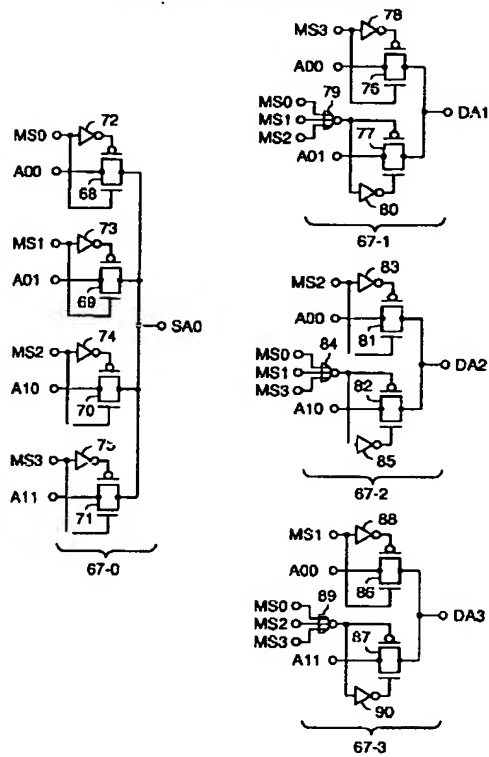 72
MS0
A00
68
73
MS1
A01
69
SA0
74
MS2
A10
70
75
MS3
A11
71
67-0
78
MS3
A00
76
79
MS0
MS1
MS2
77
A01
80
DA1
67-1
83
MS2
A00
81
84
MS0
MS1
MS3
82
A10
85
DA2
67-2
88
MS1
A00
86
89
MS0
MS2
MS3
87
A11
90
DA3
67-3